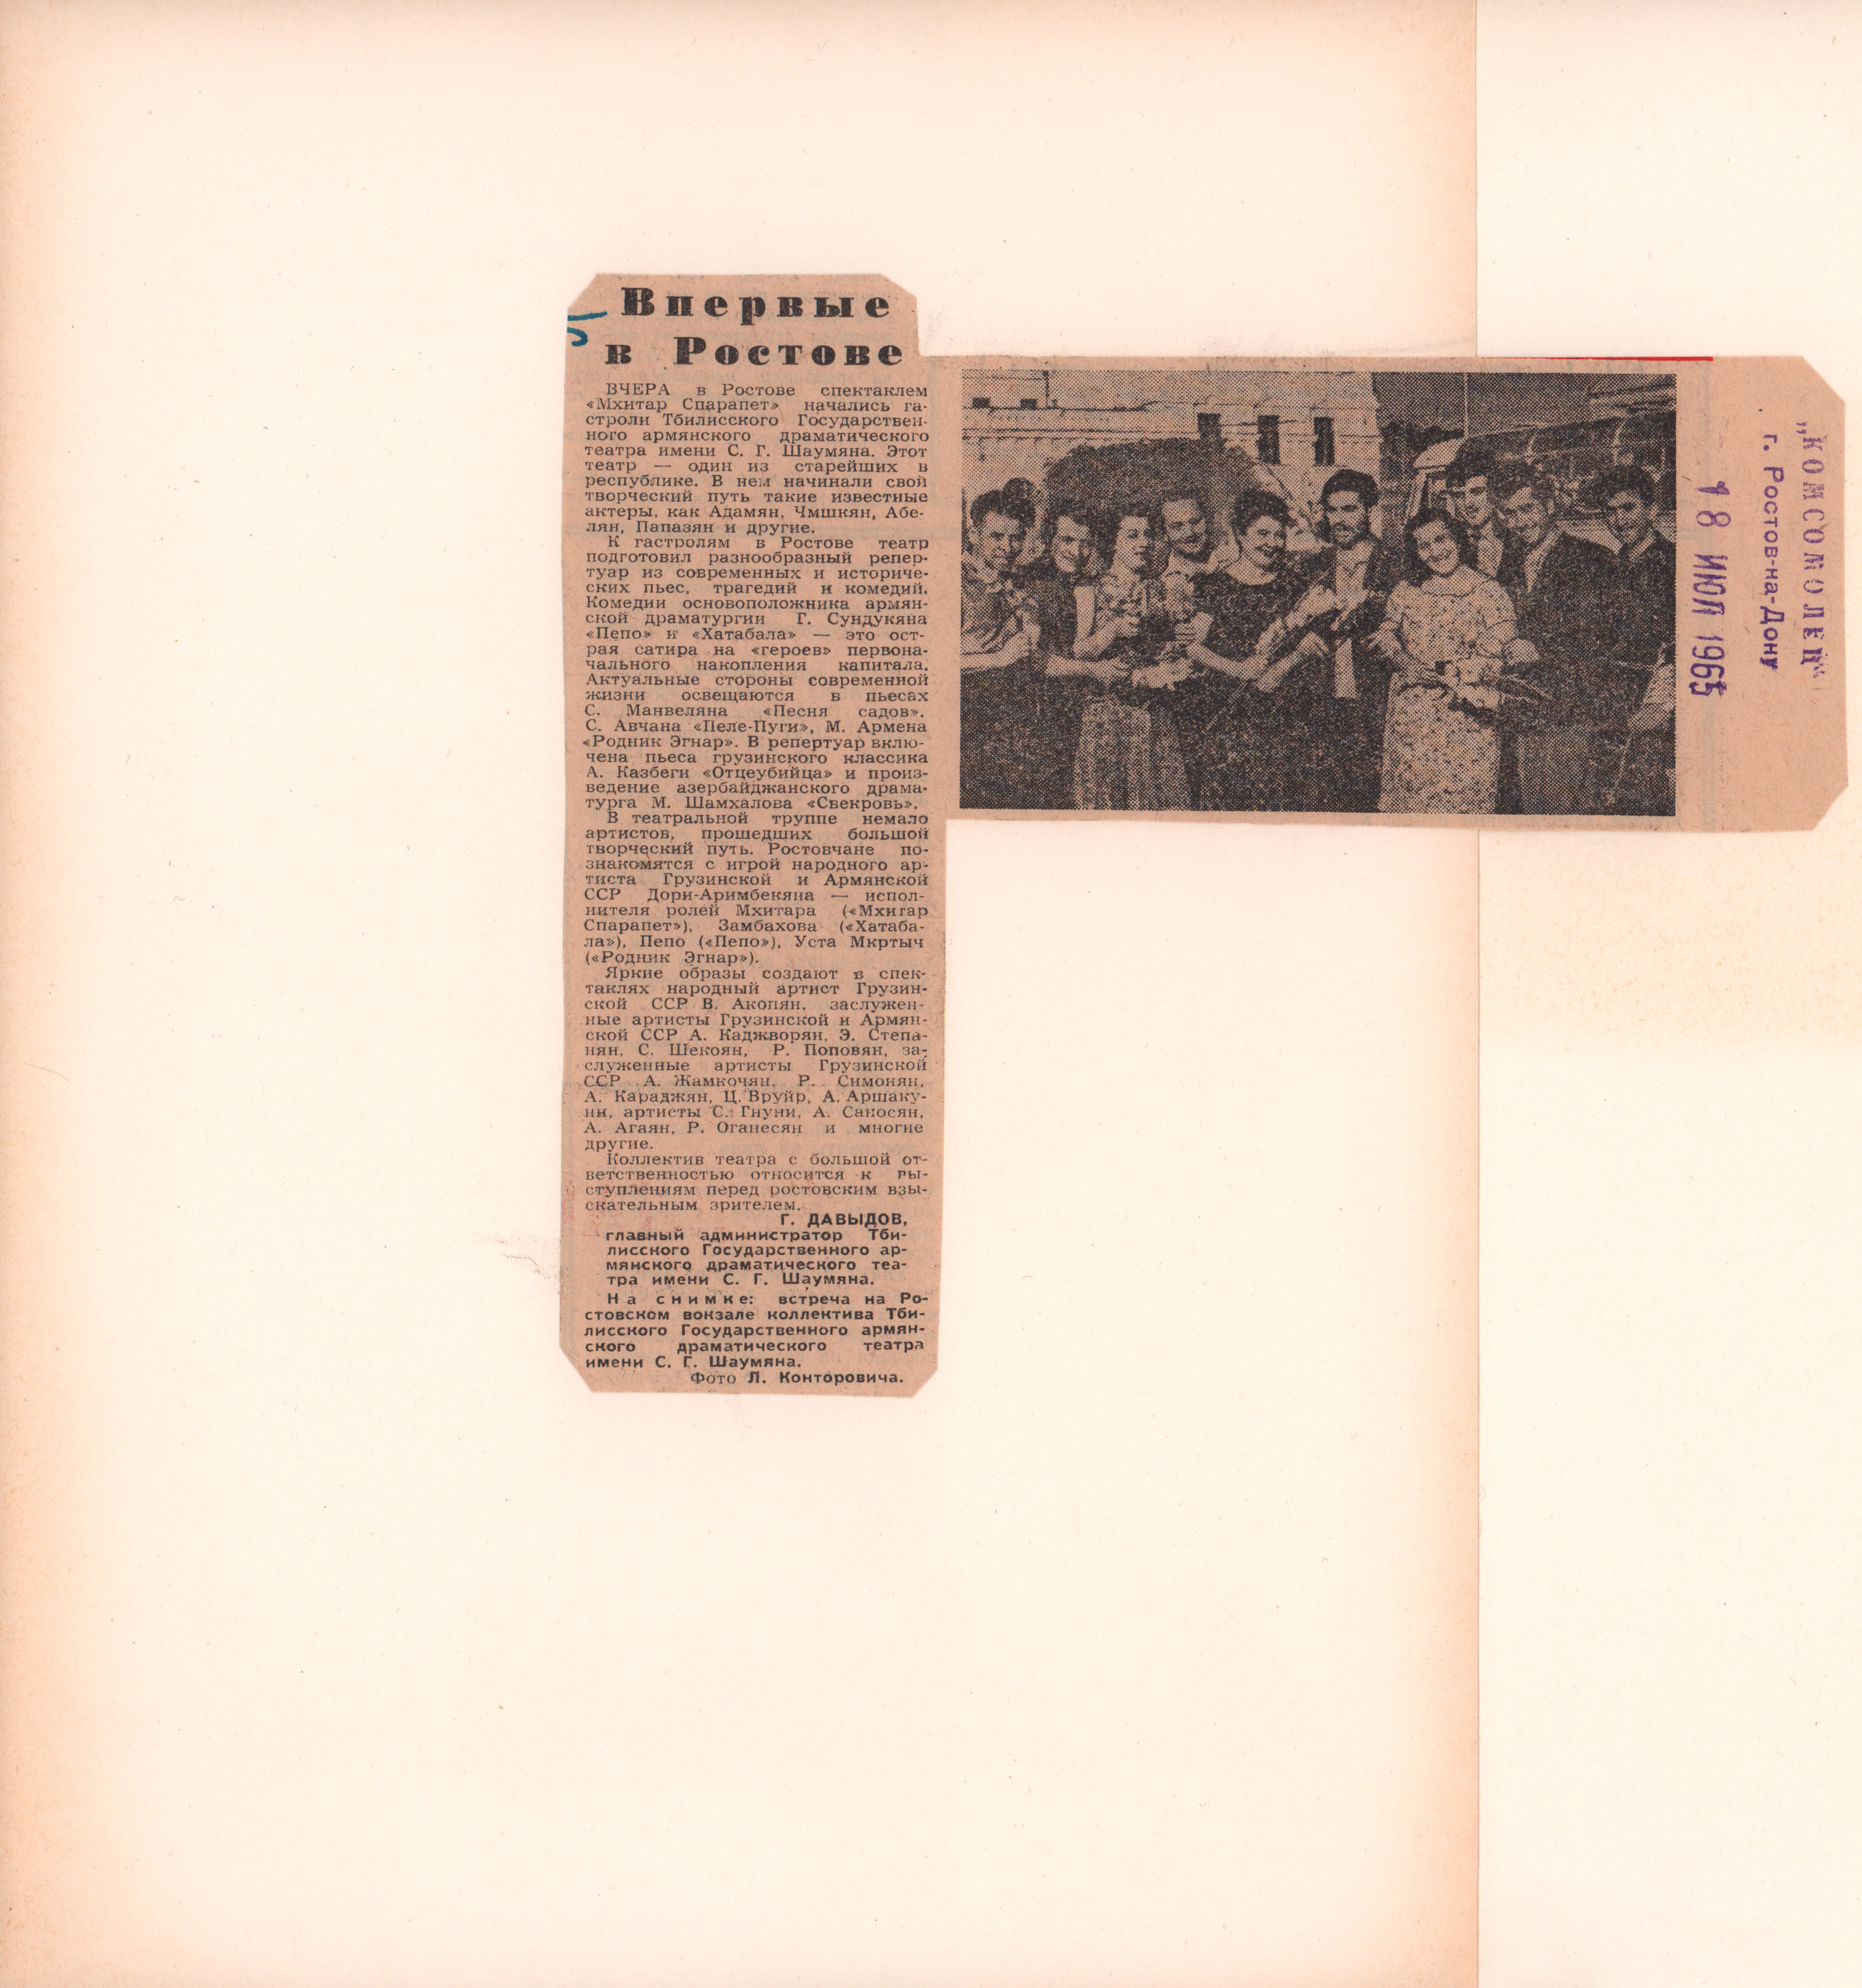 Впервые
в Ростове
ВЧЕРА в Ростове спектаклем
«Мхитар Спарапет» начались га-
строли Тбилисского Государствен-
ного армянского драматического
театра имени С. Г. Шаумяна. Этот
театр — один из старейших в
республике. В нем начинали свой
творческий путь такие известные
актеры, как Адамян, Чмшкян, Абе-
лян, Папазян и другие.
К гастролям в Ростове театр
подготовил разнообразный репер-
туар из современных и историче-
ских пьес, трагедий и комедий.
Комедии основоположника армян-
ской драматургии Г. Сундукяна
«Пепо» и «Хатабала» — это ост-
рая сатира на «героев» первона-
чального накопления капитала.
Актуальные стороны современной
жизни освещаются в пьесах
С. Манвеляна «Песня садов».
С. Авчана «Пеле-Пуги», М. Армена
«Родник Эгнар». В репертуар вклю-
чена пьеса грузинского классика
А. Казбеги «Отцеубийца» и произ-
ведение азербайджанского драма-
турга М. Шамхалова «Свекровь».
В театральной труппе немало
артистов, прошедших большой
творческий путь. Ростовчане по-
знакомятся с игрой народного ар-
тиста Грузинской и Армянской
ССР Дори-Аримбекяна — испол-
нителя ролей Мхитара («Мхитар
Спарапет»), Замбахова («Хатаба-
ла»), Пепо («Пепо»), Уста Мкртыч
(«Родник Эгнар»).
Яркие образы создают в спек-
таклях народный артист Грузин-
ской ССР В. Акопян, заслужен-
ные артисты Грузинской и Армян-
ской ССР А. Каджворян, Э. Степа-
нян, С. Шекоян, Р. Поповян, за-
служенные артисты Грузинской
ССР А. Жамкочян, Р. Симонян,
А. Караджян, Ц. Вруйр, А. Аршаку-
ни, артисты С. Гнуни, А. Саносян,
А. Агаян, Р. Оганесян и многие
другие.
Коллектив театра с большой от-
ветственностью относится к вы-
ступлениям перед ростовским взы-
скательным зрителем.
Г. ДАВЫДОВ,
главный администратор Тби-
лисского Государственного ар-
мянского драматического теа-
тра имени С. Г. Шаумяна.
На снимке: встреча на Ро-
стовском вокзале коллектива Тби-
лисского Государственного армян-
ского драматического театра
имени С. Г. Шаумяна.
Фото Л. Конторовича.
„КОМСОМОЛЕЦ“
г. Ростов-на-Дону
18 ИЮЛ 1965